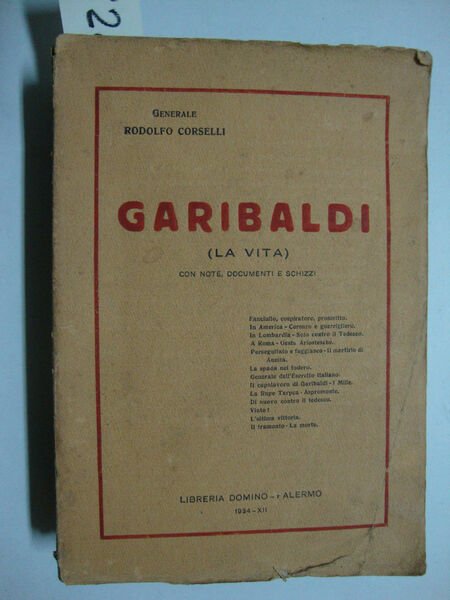 22
GENERALE
RODOLFO CORSELLI
GARIBALDI
(LA VITA)
CON NOTE, DOCUMENTI E SCHIZZI
Fanciullo, cospiratore, proscritto.
In America - Corsaro e guerrigliero.
In Lombardia - Solo contro il Tedesco.
A Roma - Gesta Ariostesche.
Perseguitato e fuggiasco - Il martirio di
Anzita.
La spada nel fodero.
Generale dell'Esercito Italiano.
Il capolavoro di Garibaldi - I Mille.
La Rupe Tarpea - Aspromonte.
Di nuovo contro il tedesco.
Vinto!
L'ultima vittoria.
Il tramonto - La morte.
LIBRERIA DOMINO - PALERMO
1934 - XII